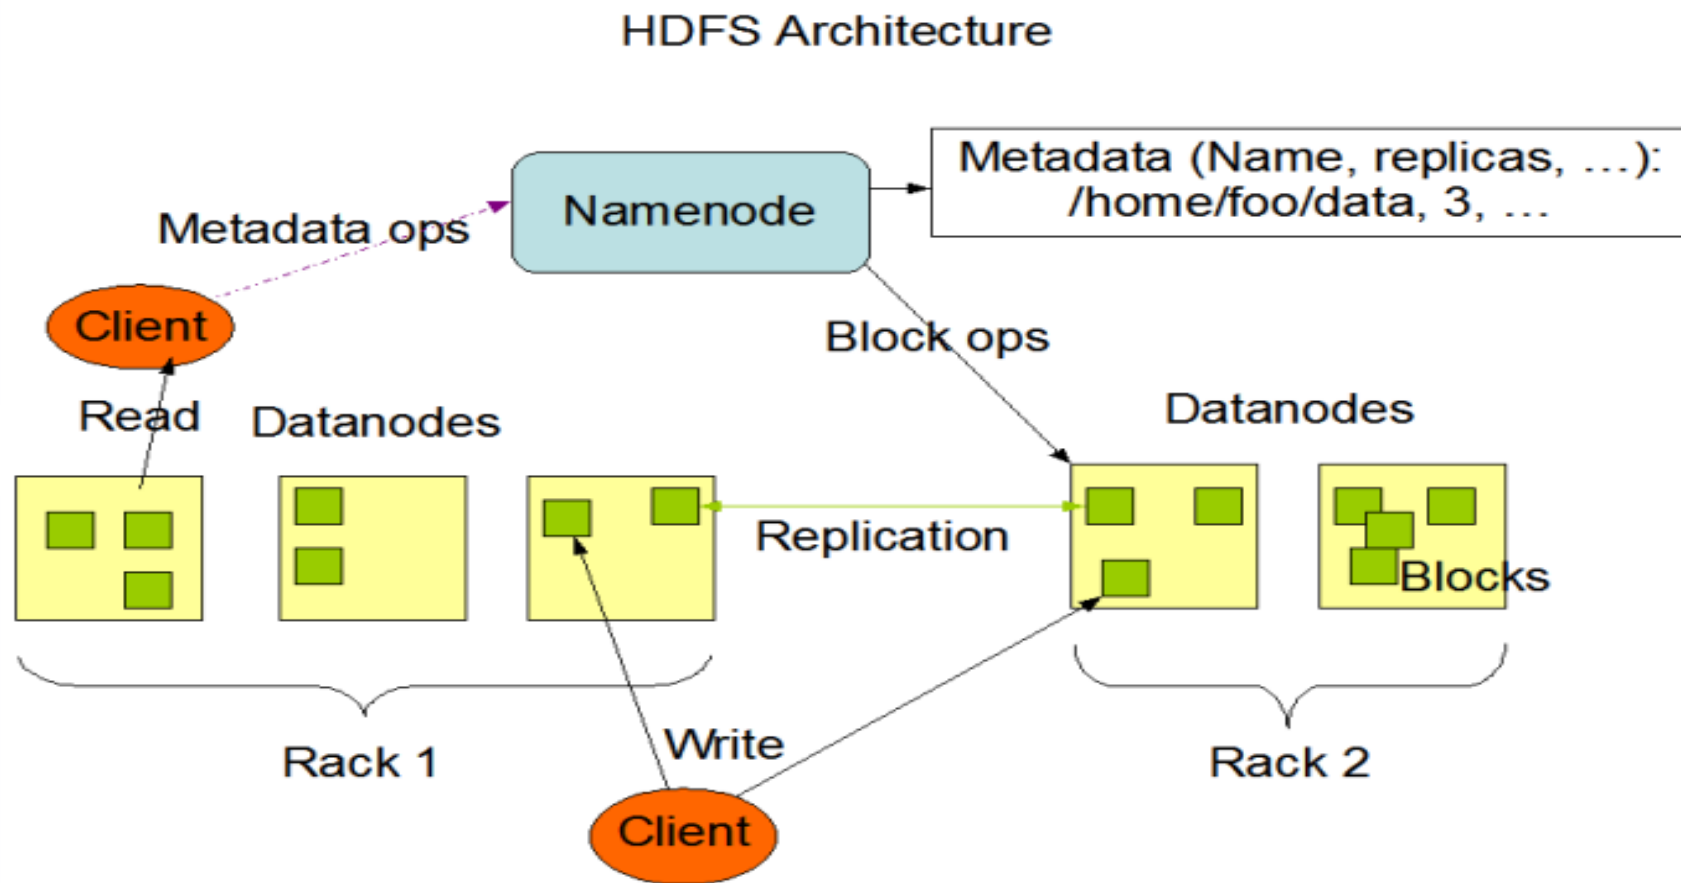 HDFS Architecture
Metadata (Name, replicas, …):
/home/foo/data, 3, …
Namenode
Metadata ops
Client
Block ops
Read
Datanodes
Datanodes
Replication
Blocks
Rack 1
Write
Rack 2
Client